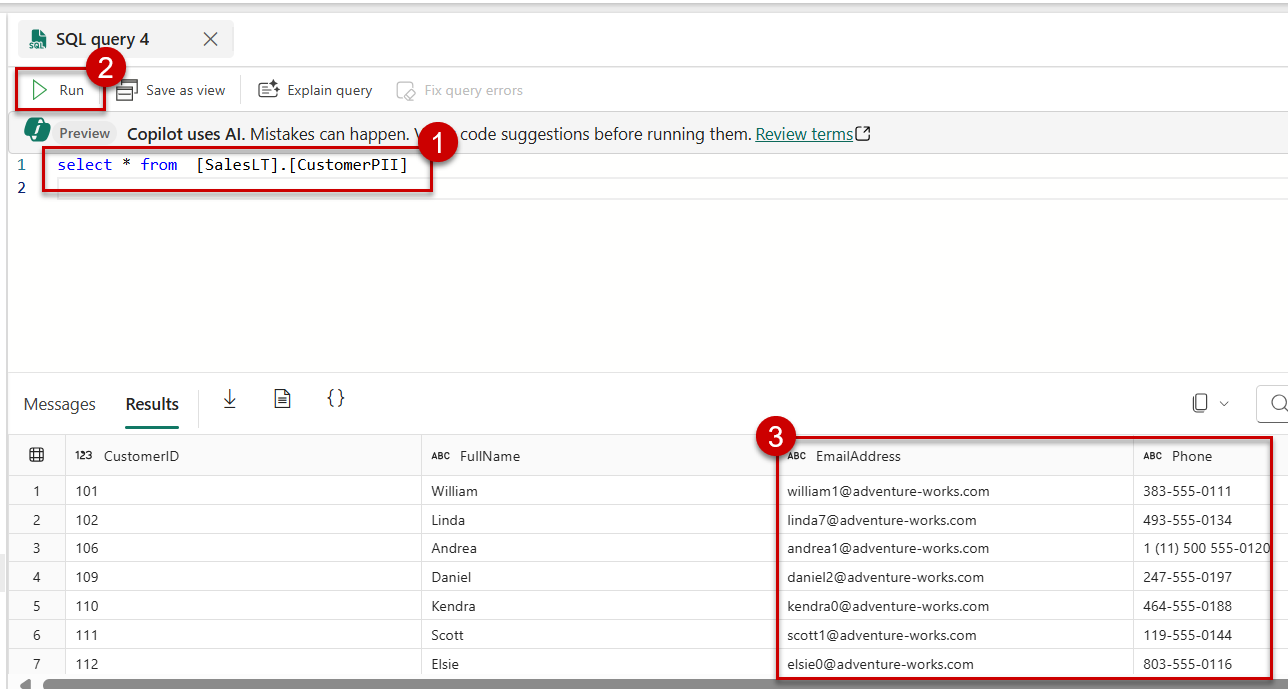 SQL query 4
2
Run Save as view Explain query Fix query errors
Preview Copilot uses AI. Mistakes can happen. V code suggestions before running them. Review terms
1
1 select * from [SalesLT].[CustomerPII]
2
Messages Results {}
3
123 CustomerID ABC FullName ABC EmailAddress ABC Phone
1 101 William william1@adventure-works.com 383-555-0111
2 102 Linda linda7@adventure-works.com 493-555-0134
3 106 Andrea andrea1@adventure-works.com 1 (11) 500 555-0120
4 109 Daniel daniel2@adventure-works.com 247-555-0197
5 110 Kendra kendra0@adventure-works.com 464-555-0188
6 111 Scott scott1@adventure-works.com 119-555-0144
7 112 Elsie elsie0@adventure-works.com 803-555-0116